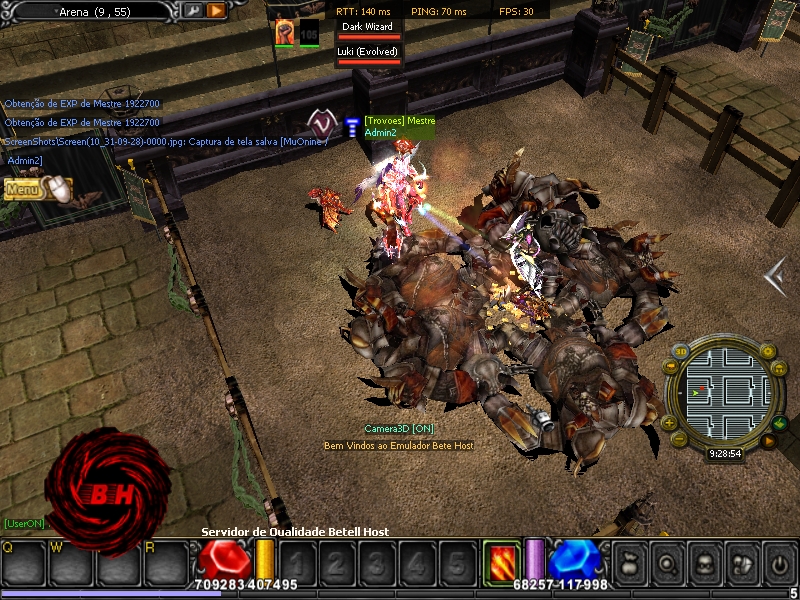 Arena (9 , 55)
RTT: 140 ms PING: 70 ms FPS: 30
105
Dark Wizard
Luki (Evolved)
Obtenção de EXP de Mestre 1922700
Obtenção de EXP de Mestre 1922700
ScreenShots\Screen(10_31-09-28)-0000.jpg: Captura de tela salva [MuOnline /
Admin2]
[Trovoes] Mestre
Admin2
Menu
3D
9:28:54
Camera3D [ON]
Bem Vindos ao Emulador Bete Host
BH
[UserON]
Servidor de Qualidade Betell Host
Q W R
1 2 3 4 5
709283 407495
68257 117998
5